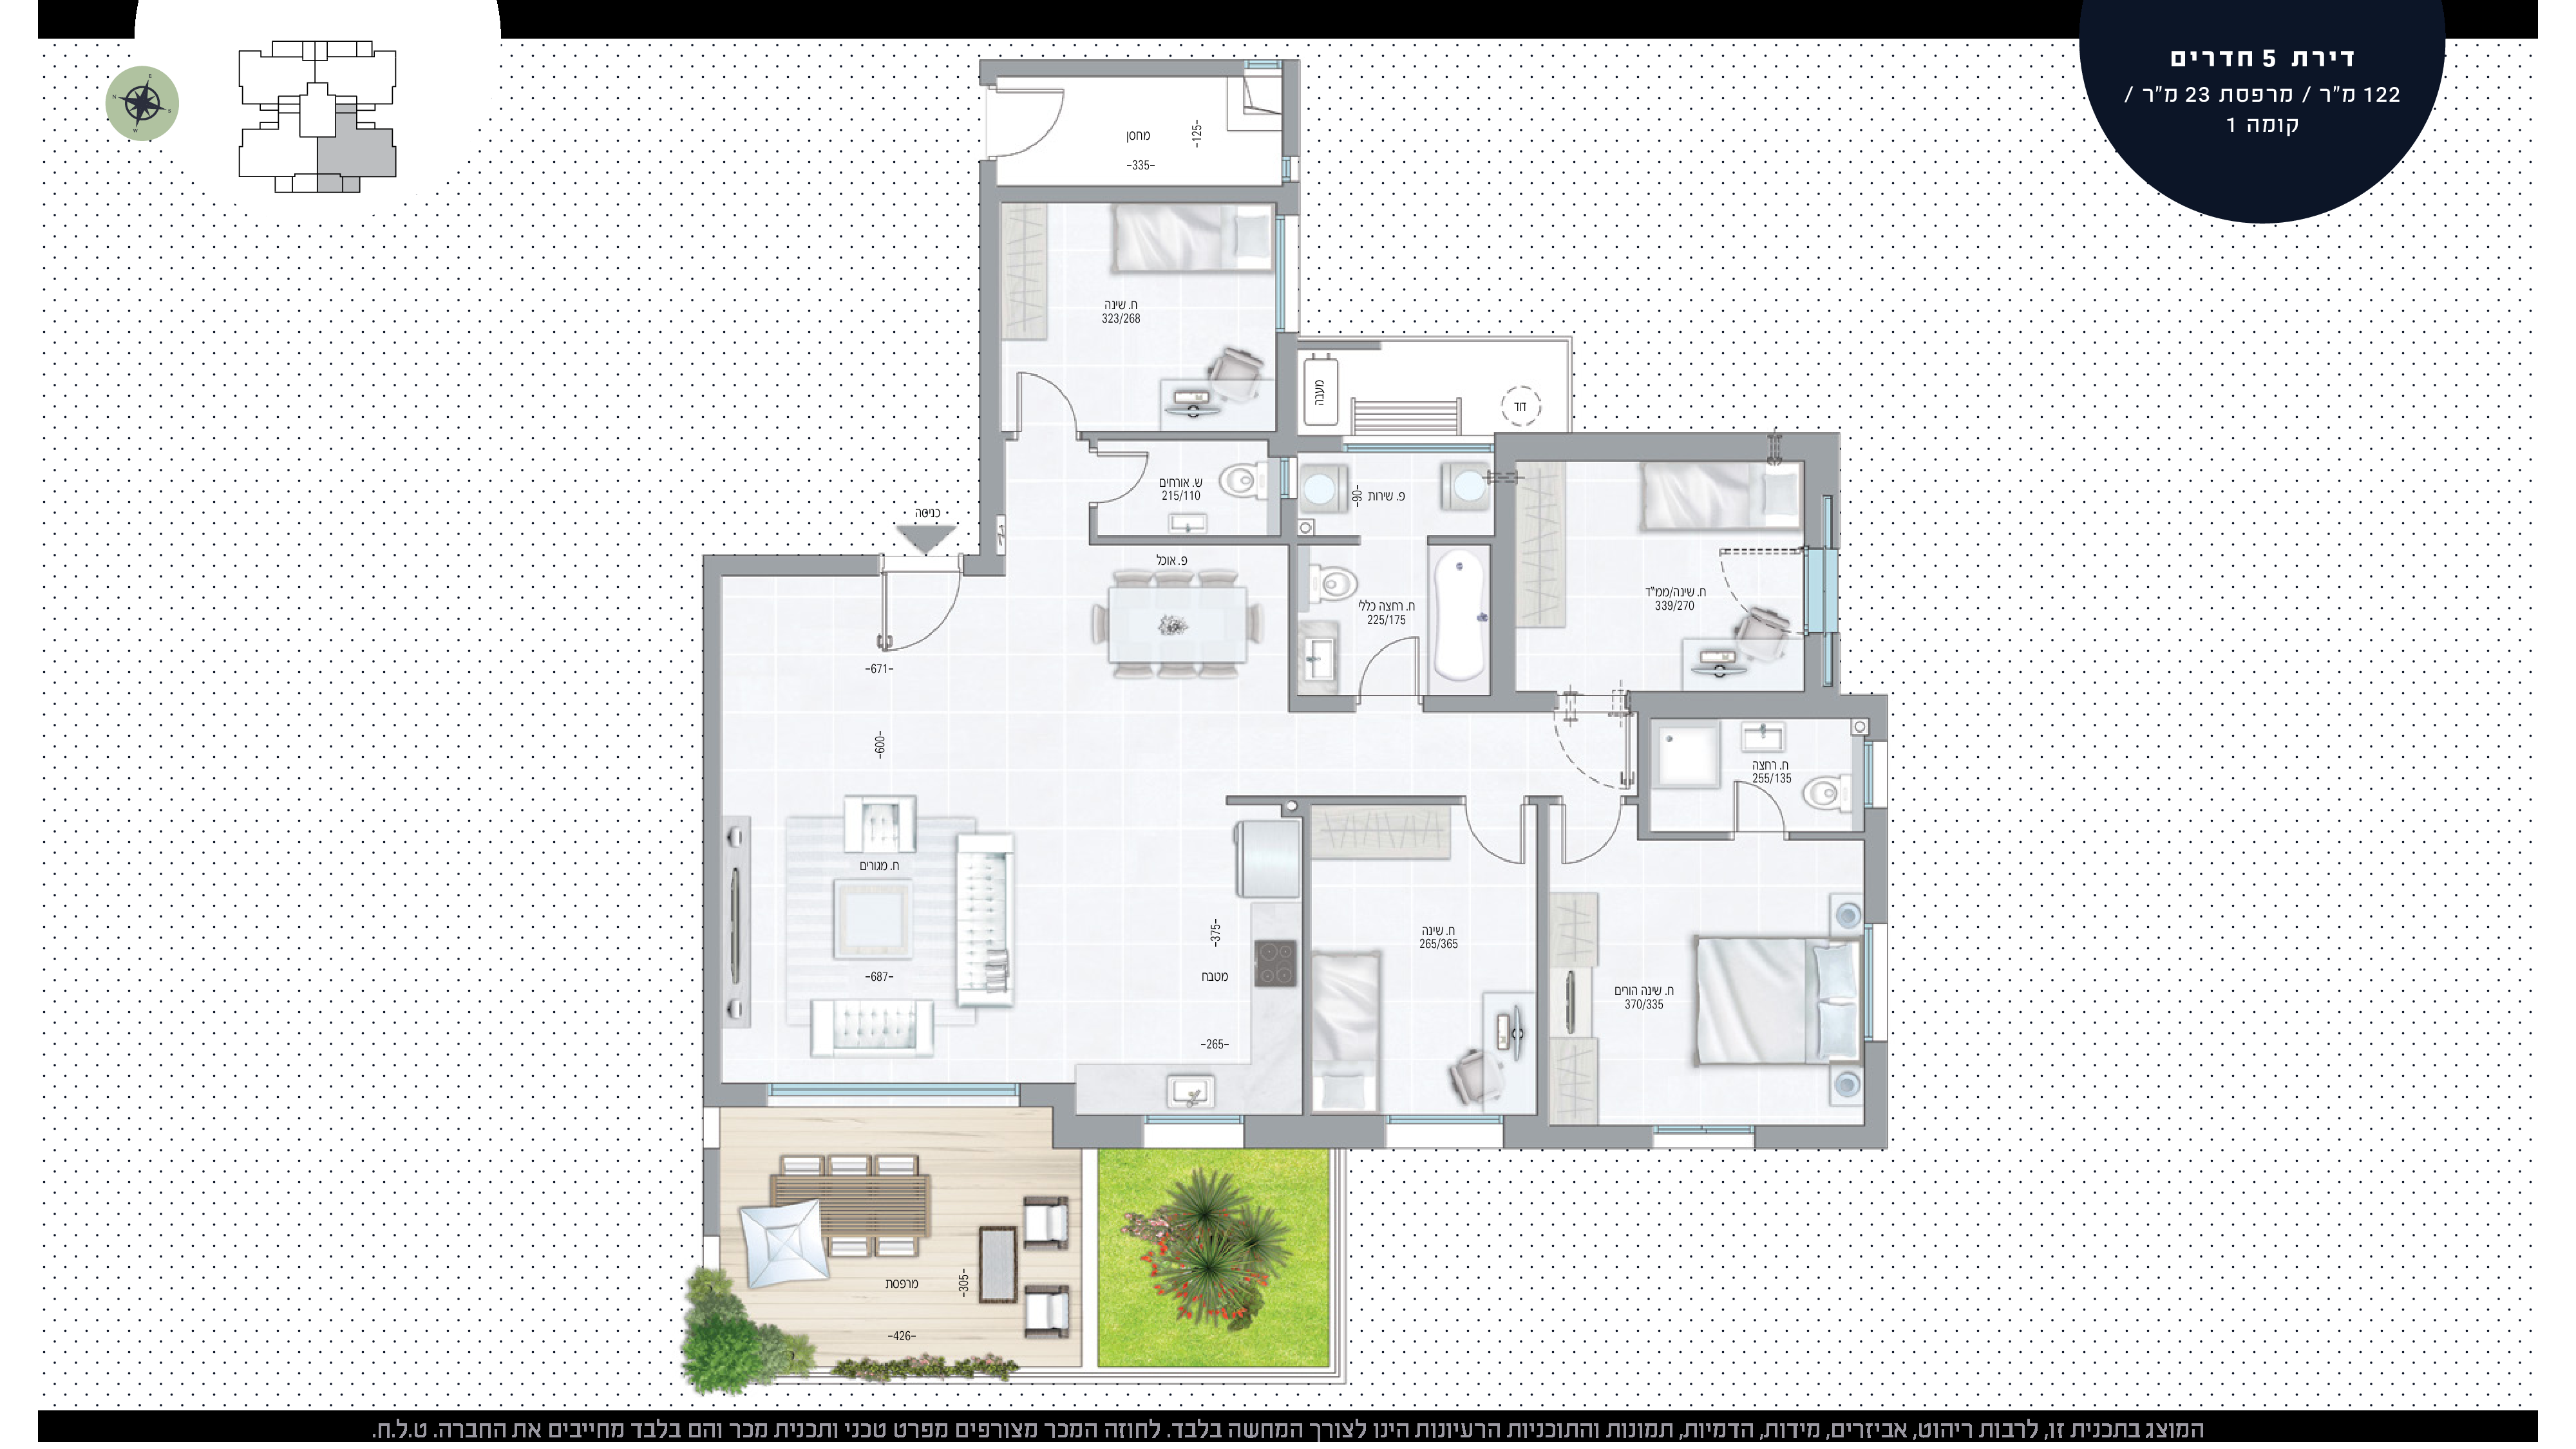 דירת 5 חדרים
122 מ"ר / מרפסת 23 מ"ר /
קומה 1
E
N
S
W
מחסן
-125-
-335-
ח. שינה
323/268
מעבה
דוד
ש. אורחים
215/110
פ. שירות
-90-
כניסה
פ. אוכל
ח. רחצה כללי
225/175
ח. שינה/ממ"ד
339/270
-671-
-600-
ח. רחצה
255/135
ח. מגורים
-687-
-375-
מטבח
-265-
ח. שינה
265/365
ח. שינה הורים
370/335
מרפסת
-305-
-426-
המוצג בתכנית זו, לרבות ריהוט, אביזרים, מידות, הדמיות, תמונות והתוכניות הרעיונות הינו לצורך המחשה בלבד. לחוזה המכר מצורפים מפרט טכני ותכנית מכר והם בלבד מחייבים את החברה. ט.ל.ח.